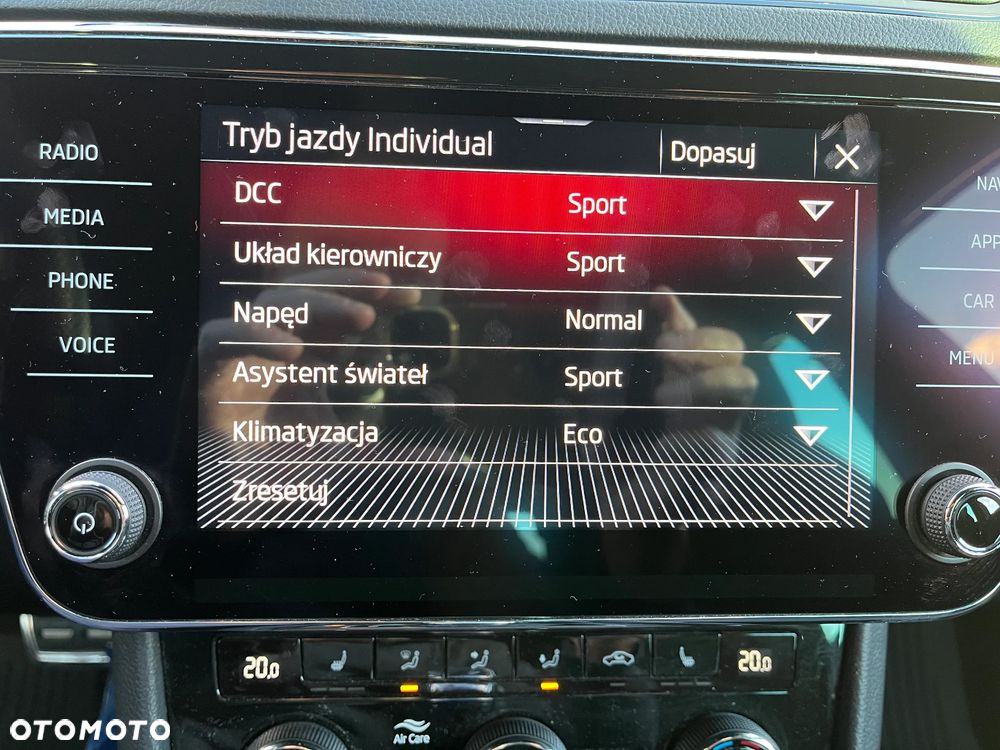 Tryb jazdy Individual Dopasuj
RADIO
MEDIA
PHONE
VOICE
DCC Sport
Układ kierowniczy Sport
Napęd Normal
Asystent świateł Sport
Klimatyzacja Eco
Zresetuj
NAV
APP
CAR
MENU
20.0
20.0
Air Care
OTOMOTO